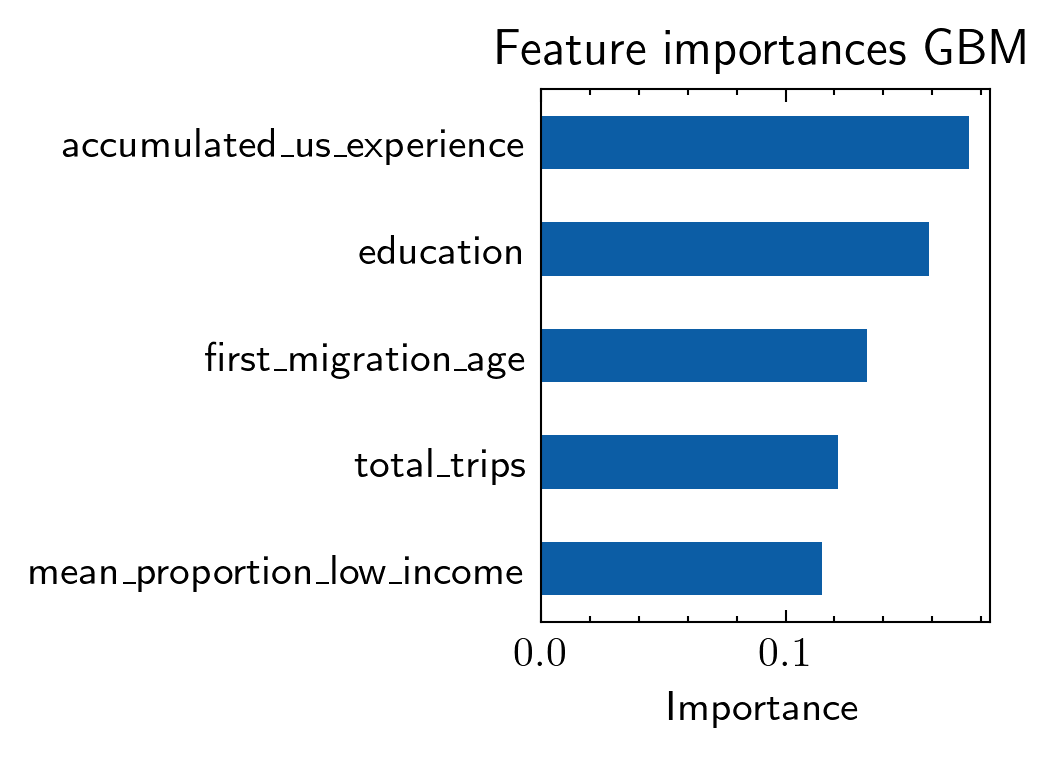 Feature importances GBM
accumulated_us_experience
education
first_migration_age
total_trips
mean_proportion_low_income
0.0 0.1
Importance